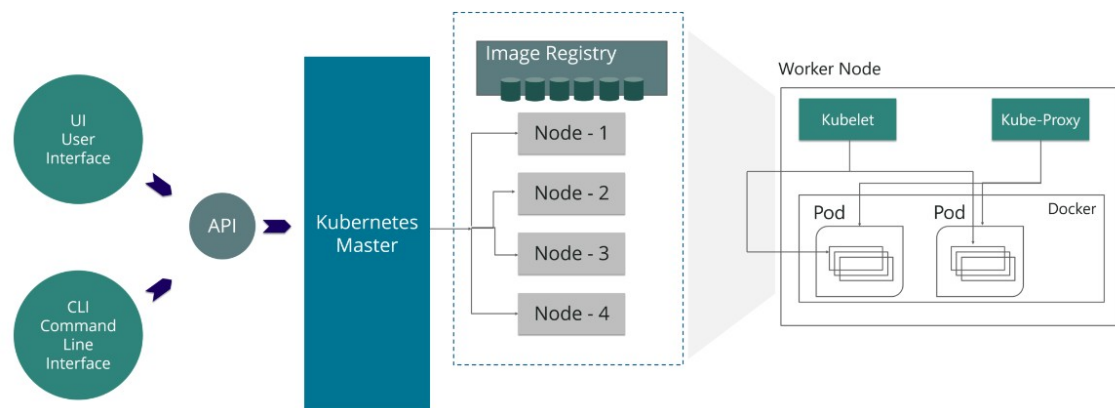 UI
User
Interface
CLI
Command
Line
Interface
API
Kubernetes
Master
Image Registry
Node - 1
Node - 2
Node - 3
Node - 4
Worker Node
Kubelet
Kube-Proxy
Docker
Pod
Pod